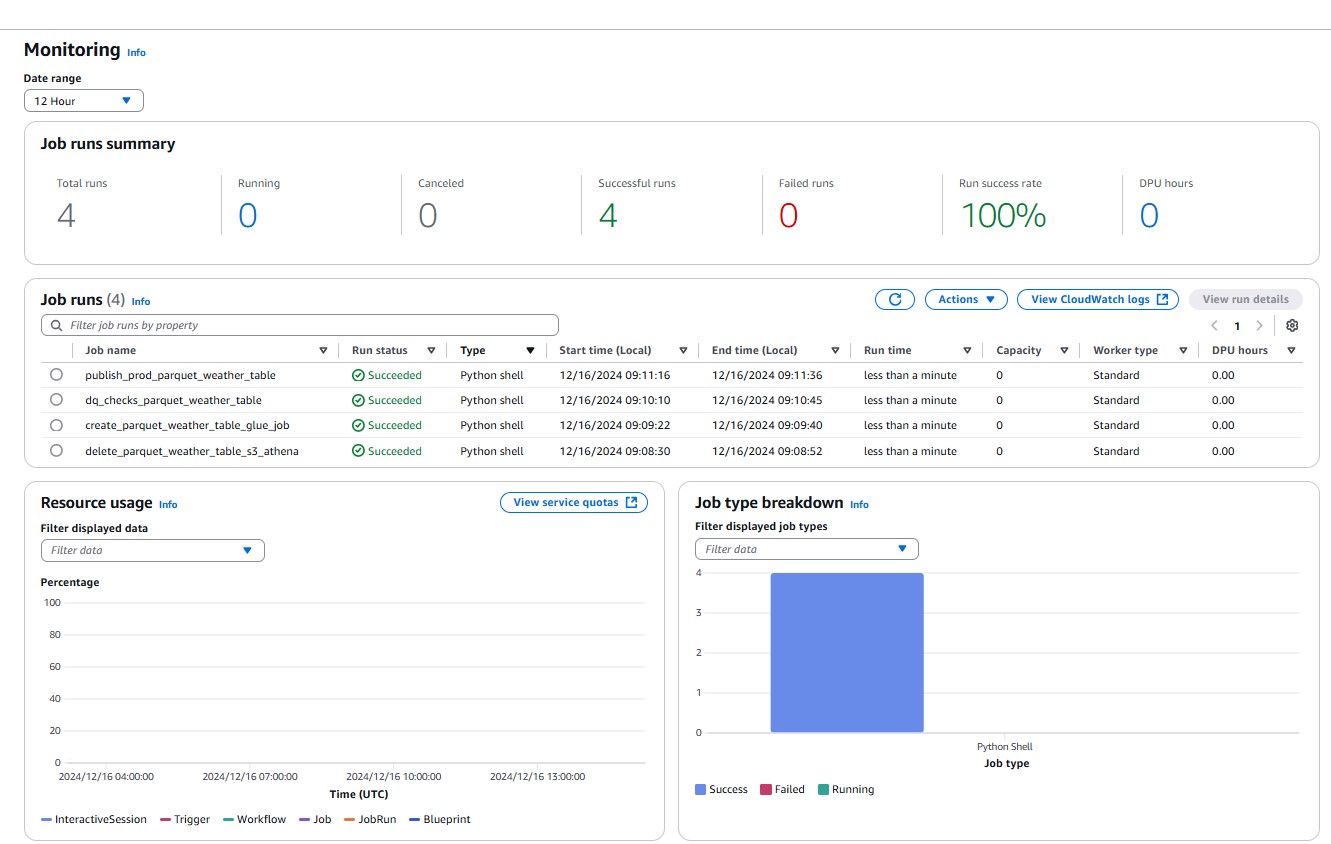 Monitoring Info
Date range
12 Hour
Job runs summary
Total runs Running Canceled Successful runs Failed runs Run success rate DPU hours
4 0 0 4 0 100% 0
Job runs (4) Info Actions View CloudWatch logs View run details
Filter job runs by property 1
Job name Run status Type Start time (Local) End time (Local) Run time Capacity Worker type DPU hours
publish_prod_parquet_weather_table Succeeded Python shell 12/16/2024 09:11:16 12/16/2024 09:11:36 less than a minute 0 Standard 0.00
dq_checks_parquet_weather_table Succeeded Python shell 12/16/2024 09:10:10 12/16/2024 09:10:45 less than a minute 0 Standard 0.00
create_parquet_weather_table_glue_job Succeeded Python shell 12/16/2024 09:09:22 12/16/2024 09:09:40 less than a minute 0 Standard 0.00
delete_parquet_weather_table_s3_athena Succeeded Python shell 12/16/2024 09:08:30 12/16/2024 09:08:52 less than a minute 0 Standard 0.00
Resource usage Info View service quotas
Filter displayed data
Filter data
Percentage
100
80
60
40
20
0
2024/12/16 04:00:00 2024/12/16 07:00:00 2024/12/16 10:00:00 2024/12/16 13:00:00
Time (UTC)
InteractiveSession Trigger Workflow Job JobRun Blueprint
Job type breakdown Info
Filter displayed job types
Filter data
4
3
2
1
0
Python Shell
Job type
Success Failed Running